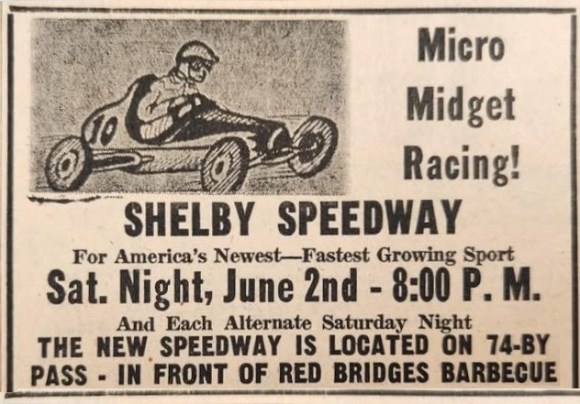 Micro
Midget
Racing!
10
SHELBY SPEEDWAY
For America's Newest—Fastest Growing Sport
Sat. Night, June 2nd - 8:00 P. M.
And Each Alternate Saturday Night
THE NEW SPEEDWAY IS LOCATED ON 74-BY
PASS - IN FRONT OF RED BRIDGES BARBECUE